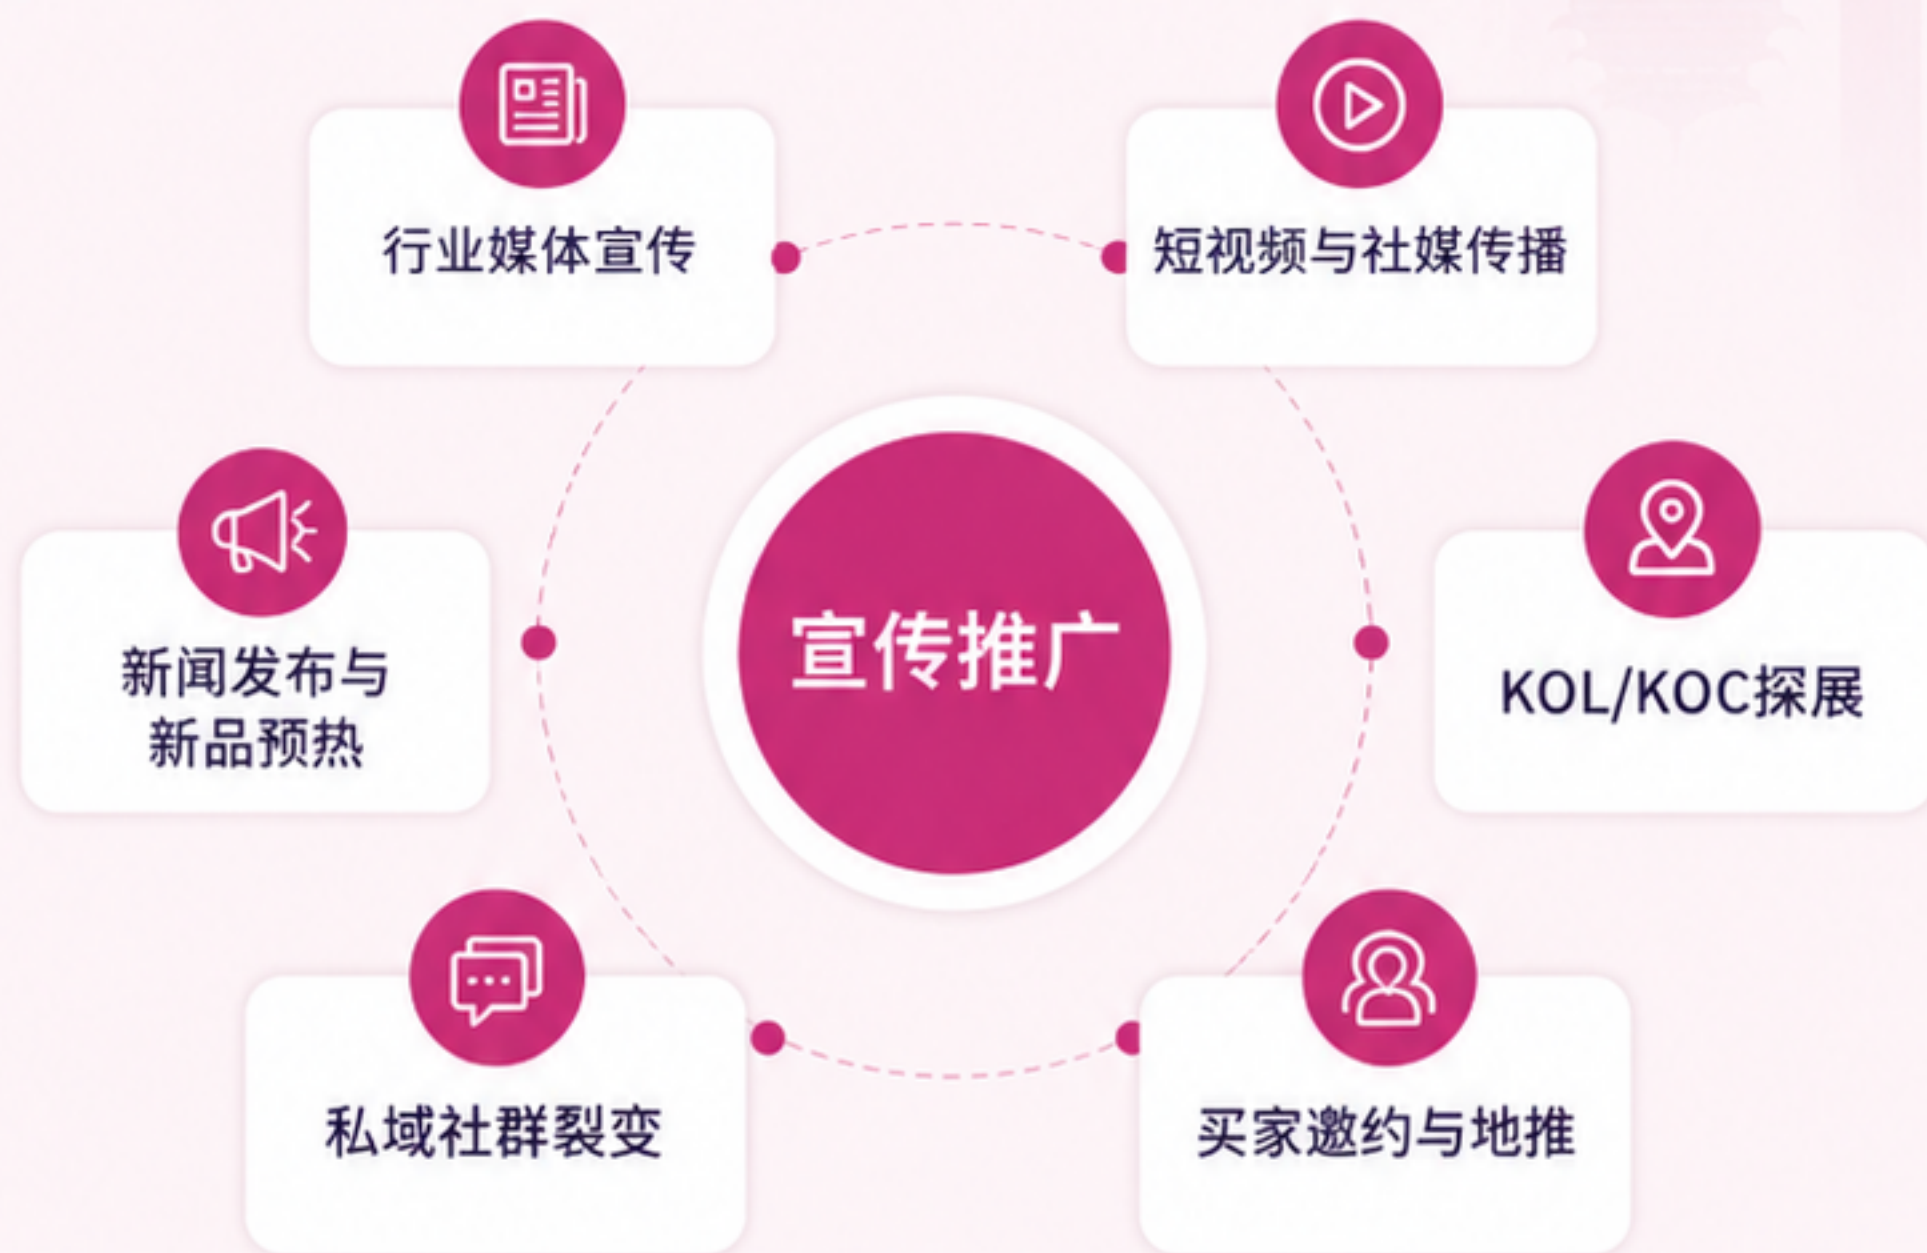 行业媒体宣传
短视频与社媒传播
新闻发布与
新品预热
宣传推广
KOL/KOC探展
私域社群裂变
买家邀约与地推